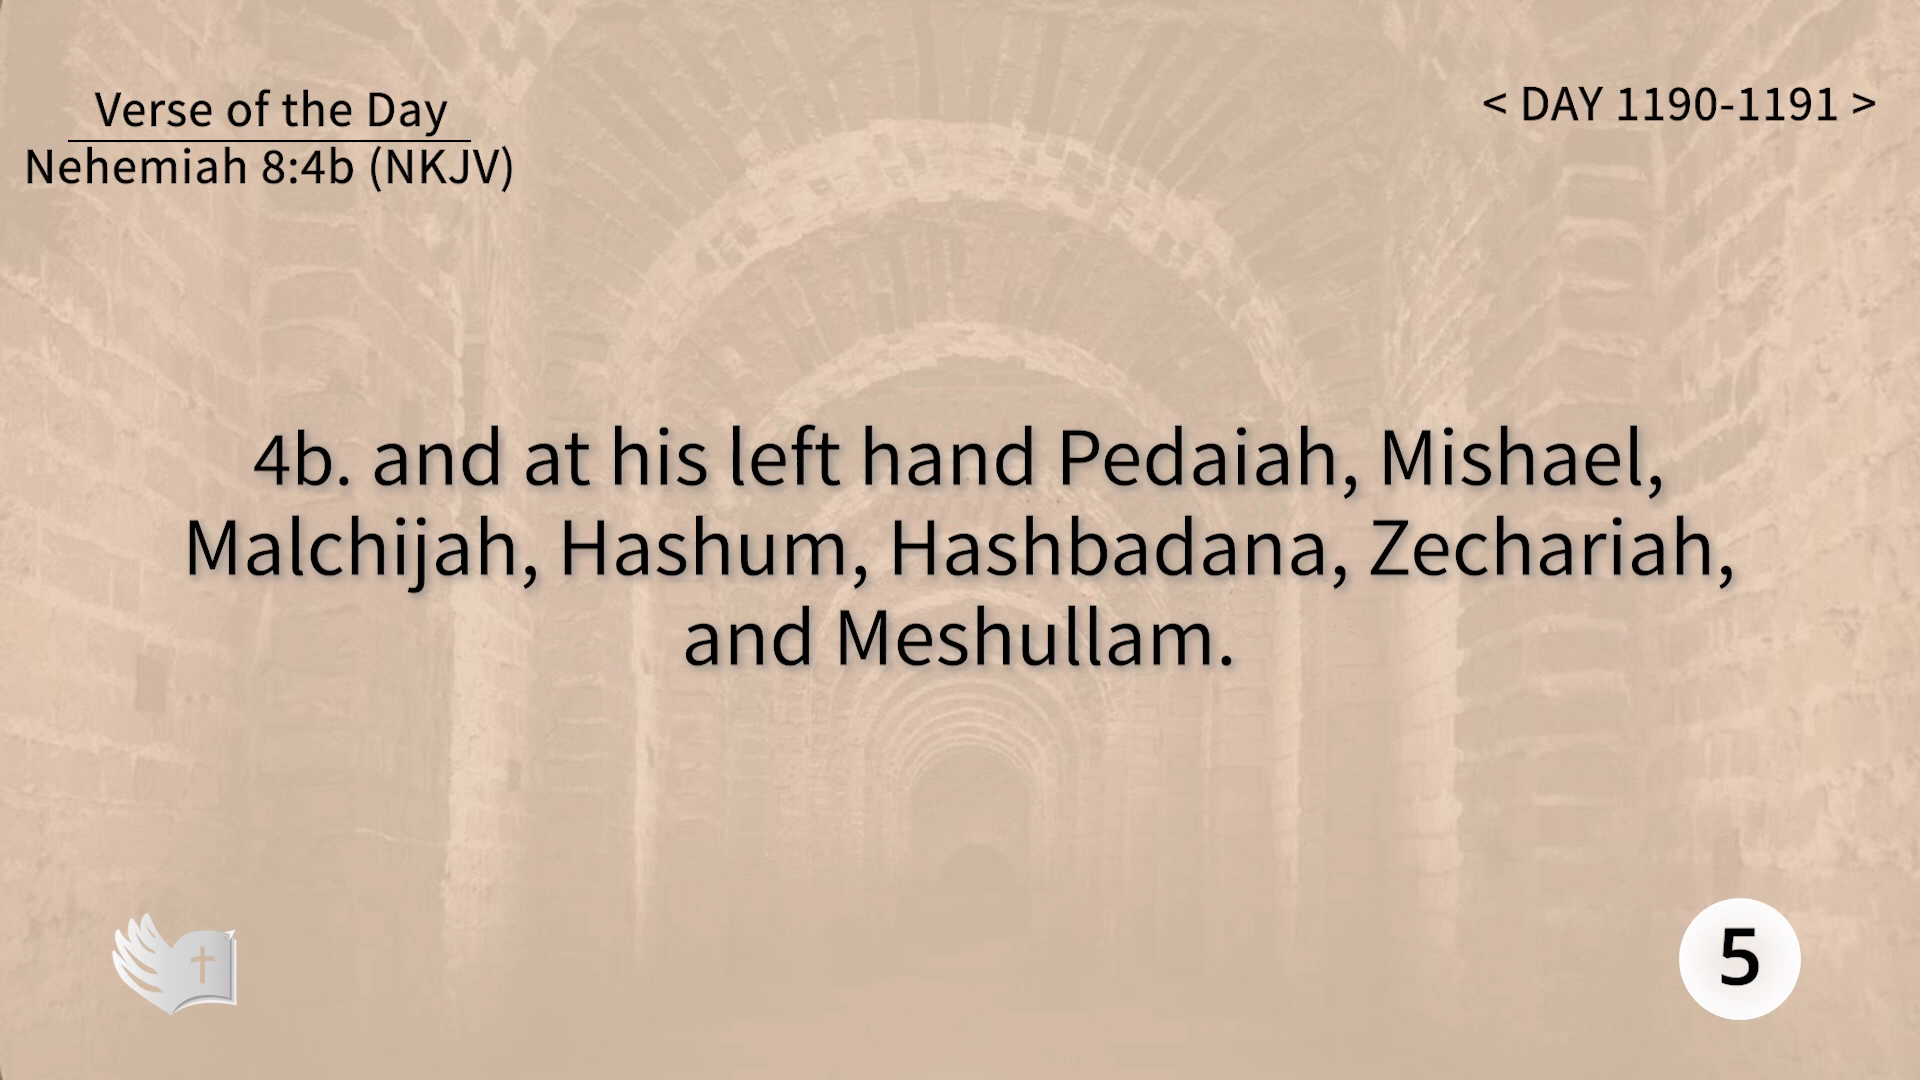 Verse of the Day
Nehemiah 8:4b (NKJV)
< DAY 1190-1191 >
4b. and at his left hand Pedaiah, Mishael,
Malchijah, Hashum, Hashbadana, Zechariah,
and Meshullam.
5